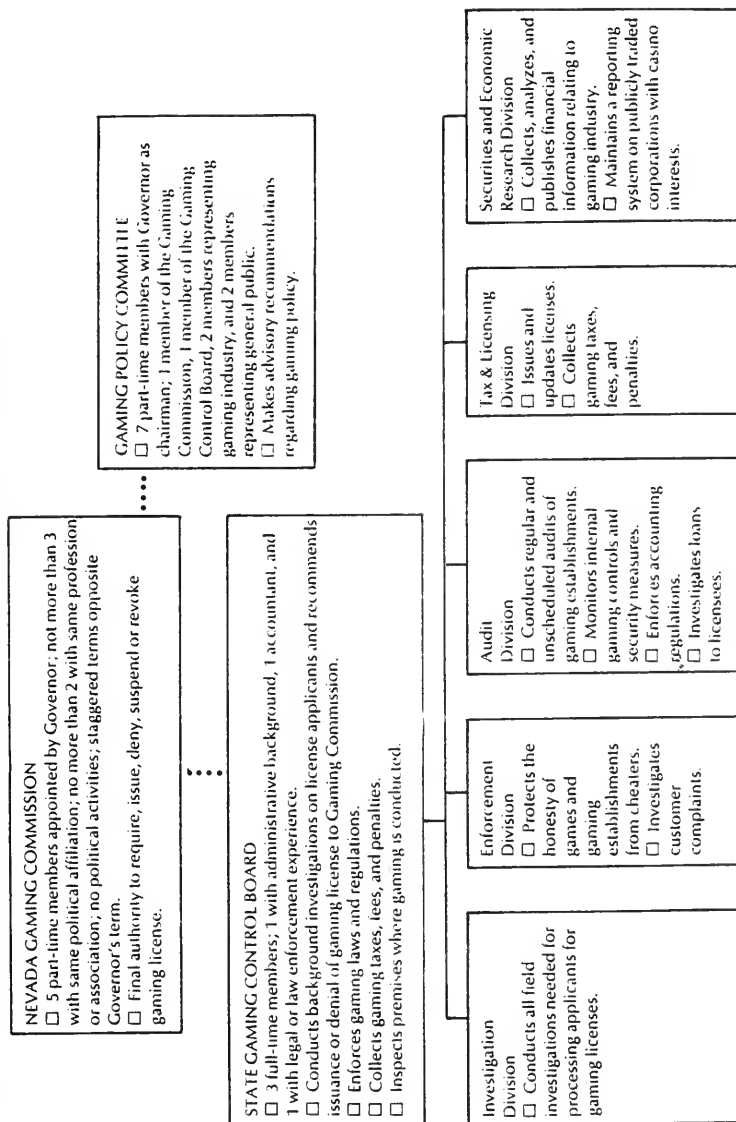 NEVADA GAMING COMMISSION
☐ 5 part-time members appointed by Governor; not more than 3
with same political affiliation; no more than 2 with same profession
or association; no political activities; staggered terms opposite
Governor's term.
☐ Final authority to require, issue, deny, suspend or revoke
gaming license.
GAMING POLICY COMMITTEE
☐ 7 part-time members with Governor as
chairman; 1 member of the Gaming
Commission, 1 member of the Gaming
Control Board, 2 members representing
gaming industry, and 2 members
representing general public.
☐ Makes advisory recommendations
regarding gaming policy.
STATE GAMING CONTROL BOARD
☐ 3 full-time members; 1 with administrative background, 1 accountant, and
1 with legal or law enforcement experience.
☐ Conducts background investigations on license applicants and recommends
issuance or denial of gaming license to Gaming Commission.
☐ Enforces gaming laws and regulations.
☐ Collects gaming taxes, fees, and penalties.
☐ Inspects premises where gaming is conducted.
Investigation
Division
☐ Conducts all field
investigations needed for
processing applicants for
gaming licenses.
Enforcement
Division
☐ Protects the
honesty of
games and
gaming
establishments
from cheaters.
☐ Investigates
customer
complaints.
Audit
Division
☐ Conducts regular and
unscheduled audits of
gaming establishments.
☐ Monitors internal
gaming controls and
security measures.
☐ Enforces accounting
regulations.
☐ Investigates loans
to licensees.
Tax & Licensing
Division
☐ Issues and
updates licenses.
☐ Collects
gaming taxes,
fees, and
penalties.
Securities and Economic
Research Division
☐ Collects, analyzes, and
publishes financial
information relating to
gaming industry.
☐ Maintains a reporting
system on publicly traded
corporations with casino
interests.